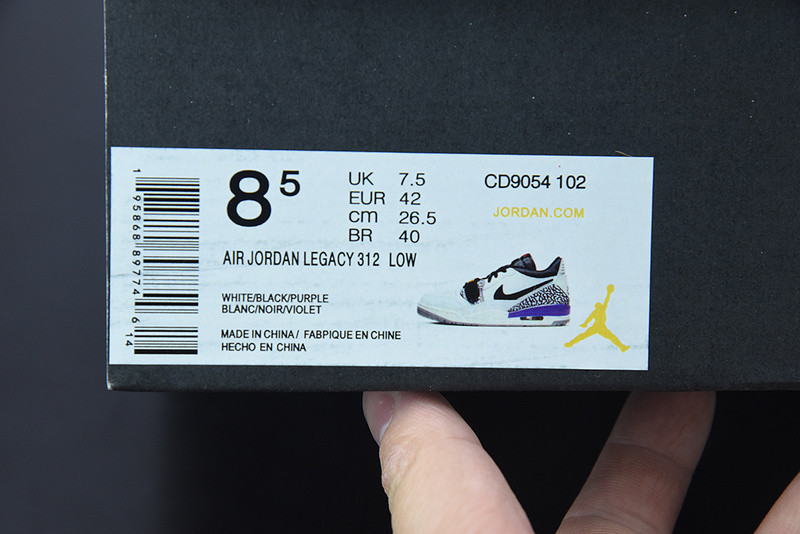 8⁵
UK 7.5
EUR 42
cm 26.5
BR 40
CD9054 102
JORDAN.COM
AIR JORDAN LEGACY 312 LOW
WHITE/BLACK/PURPLE
BLANC/NOIR/VIOLET
MADE IN CHINA / FABPIQUE EN CHINE
HECHO EN CHINA
1 95868 89774 6 14